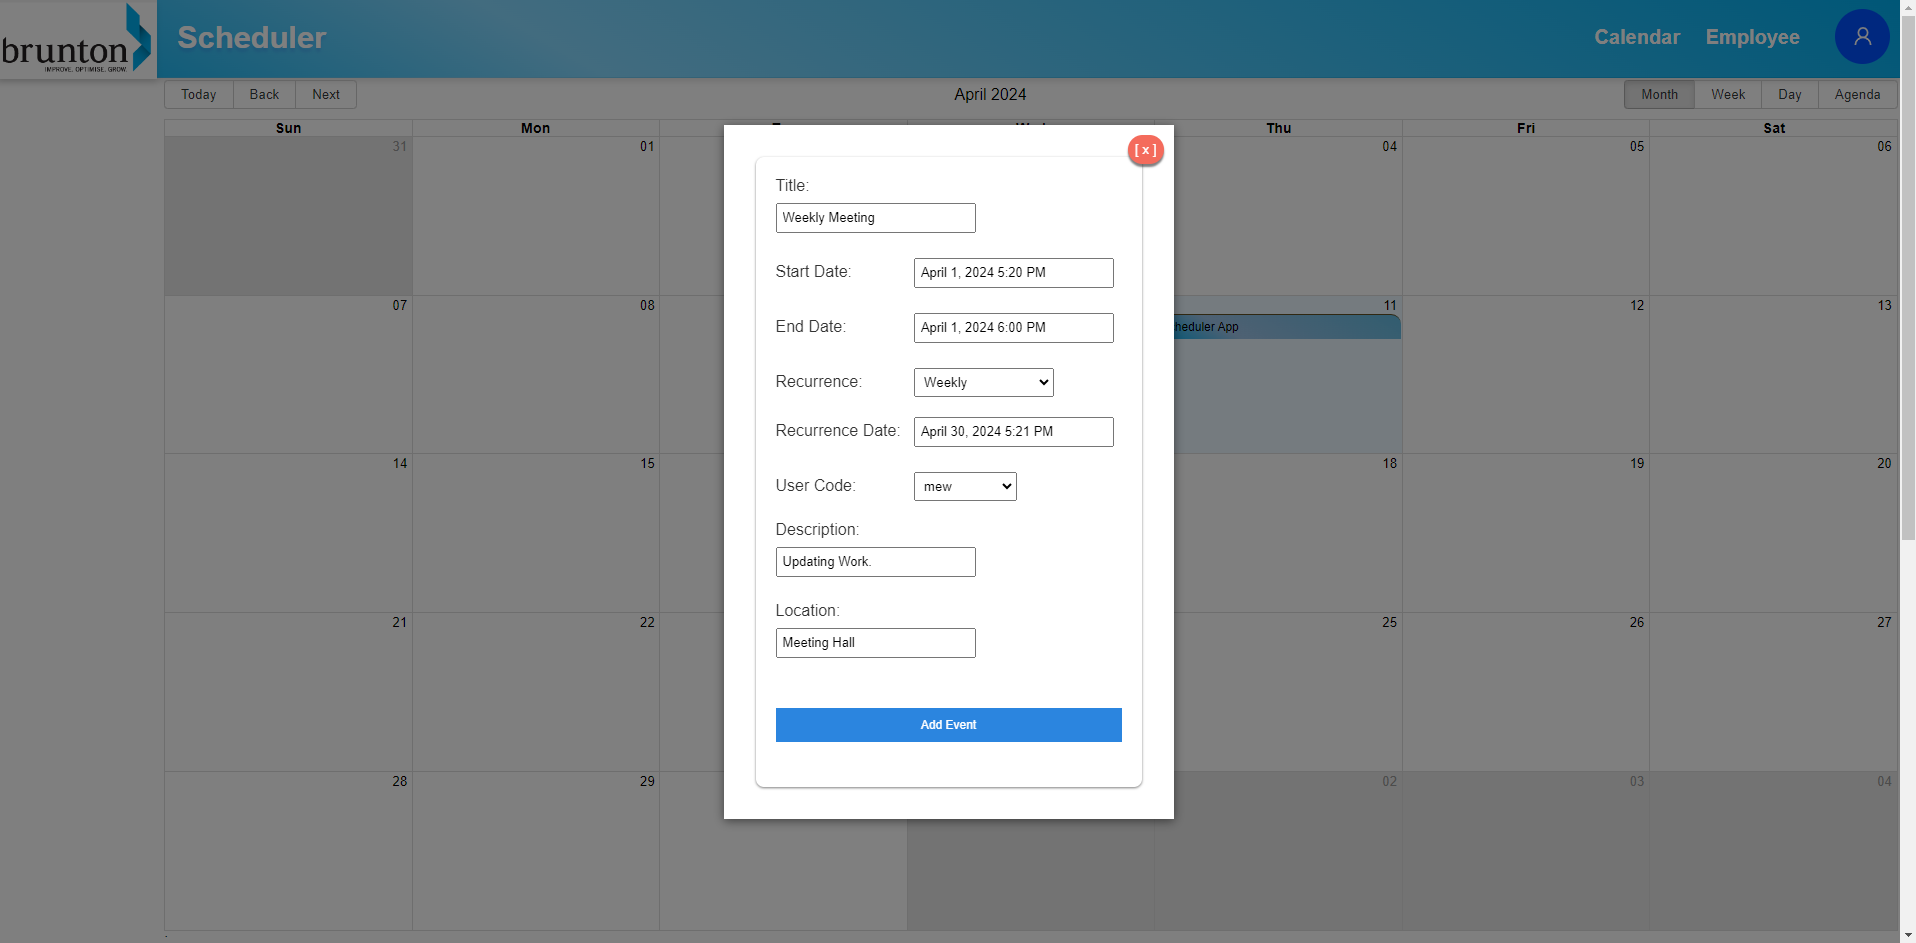 brunton
IMPROVE. OPTIMISE. GROW.
Scheduler
Calendar Employee
Today Back Next
April 2024
Month Week Day Agenda
Sun Mon Thu Fri Sat
31 01 04 05 06
[ x ]
Title:
Weekly Meeting
Start Date: April 1, 2024 5:20 PM
End Date: April 1, 2024 6:00 PM
Recurrence: Weekly
Recurrence Date: April 30, 2024 5:21 PM
User Code: mew
Description:
Updating Work.
Location:
Meeting Hall
Add Event
07 08 11 12 13
heduler App
14 15 18 19 20
21 22 25 26 27
28 29 02 03 04